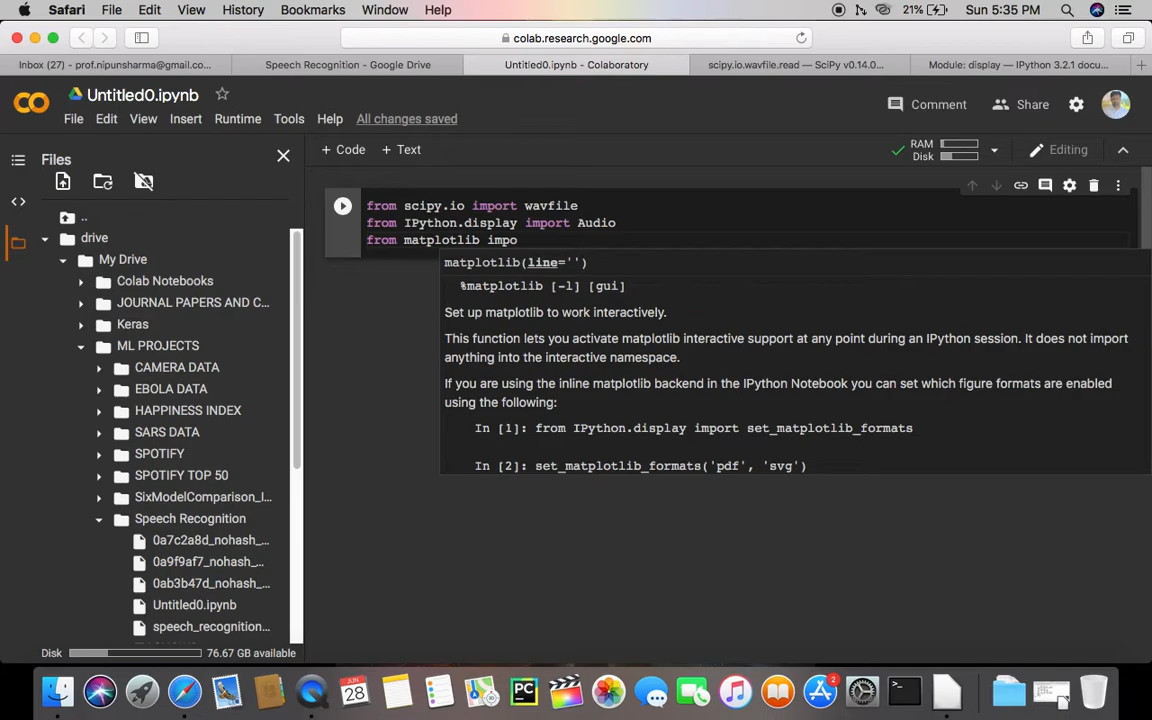 Safari File Edit View History Bookmarks Window Help 21% Sun 5:35 PM
colab.research.google.com
Inbox (27) - prof.nipunsharma@gmail.co... Speech Recognition - Google Drive Untitled0.ipynb - Colaboratory scipy.io.wavfile.read — SciPy v0.14.0... Module: display — IPython 3.2.1 docu...
CO Untitled0.ipynb
File Edit View Insert Runtime Tools Help All changes saved
Comment Share
Files
+ Code + Text
RAM
Disk
Editing
..
drive
My Drive
Colab Notebooks
JOURNAL PAPERS AND C...
Keras
ML PROJECTS
CAMERA DATA
EBOLA DATA
HAPPINESS INDEX
SARS DATA
SPOTIFY
SPOTIFY TOP 50
SixModelComparison_I...
Speech Recognition
0a7c2a8d_nohash_...
0a9f9af7_nohash_...
0ab3b47d_nohash_...
Untitled0.ipynb
speech_recognition...
Disk 76.67 GB available
from scipy.io import wavfile
from IPython.display import Audio
from matplotlib impo
matplotlib(line='')
%matplotlib [-l] [gui]
Set up matplotlib to work interactively.
This function lets you activate matplotlib interactive support at any point during an IPython session. It does not import
anything into the interactive namespace.
If you are using the inline matplotlib backend in the IPython Notebook you can set which figure formats are enabled
using the following:
In [1]: from IPython.display import set_matplotlib_formats
In [2]: set_matplotlib_formats('pdf', 'svg')
JUN
28
PC
2